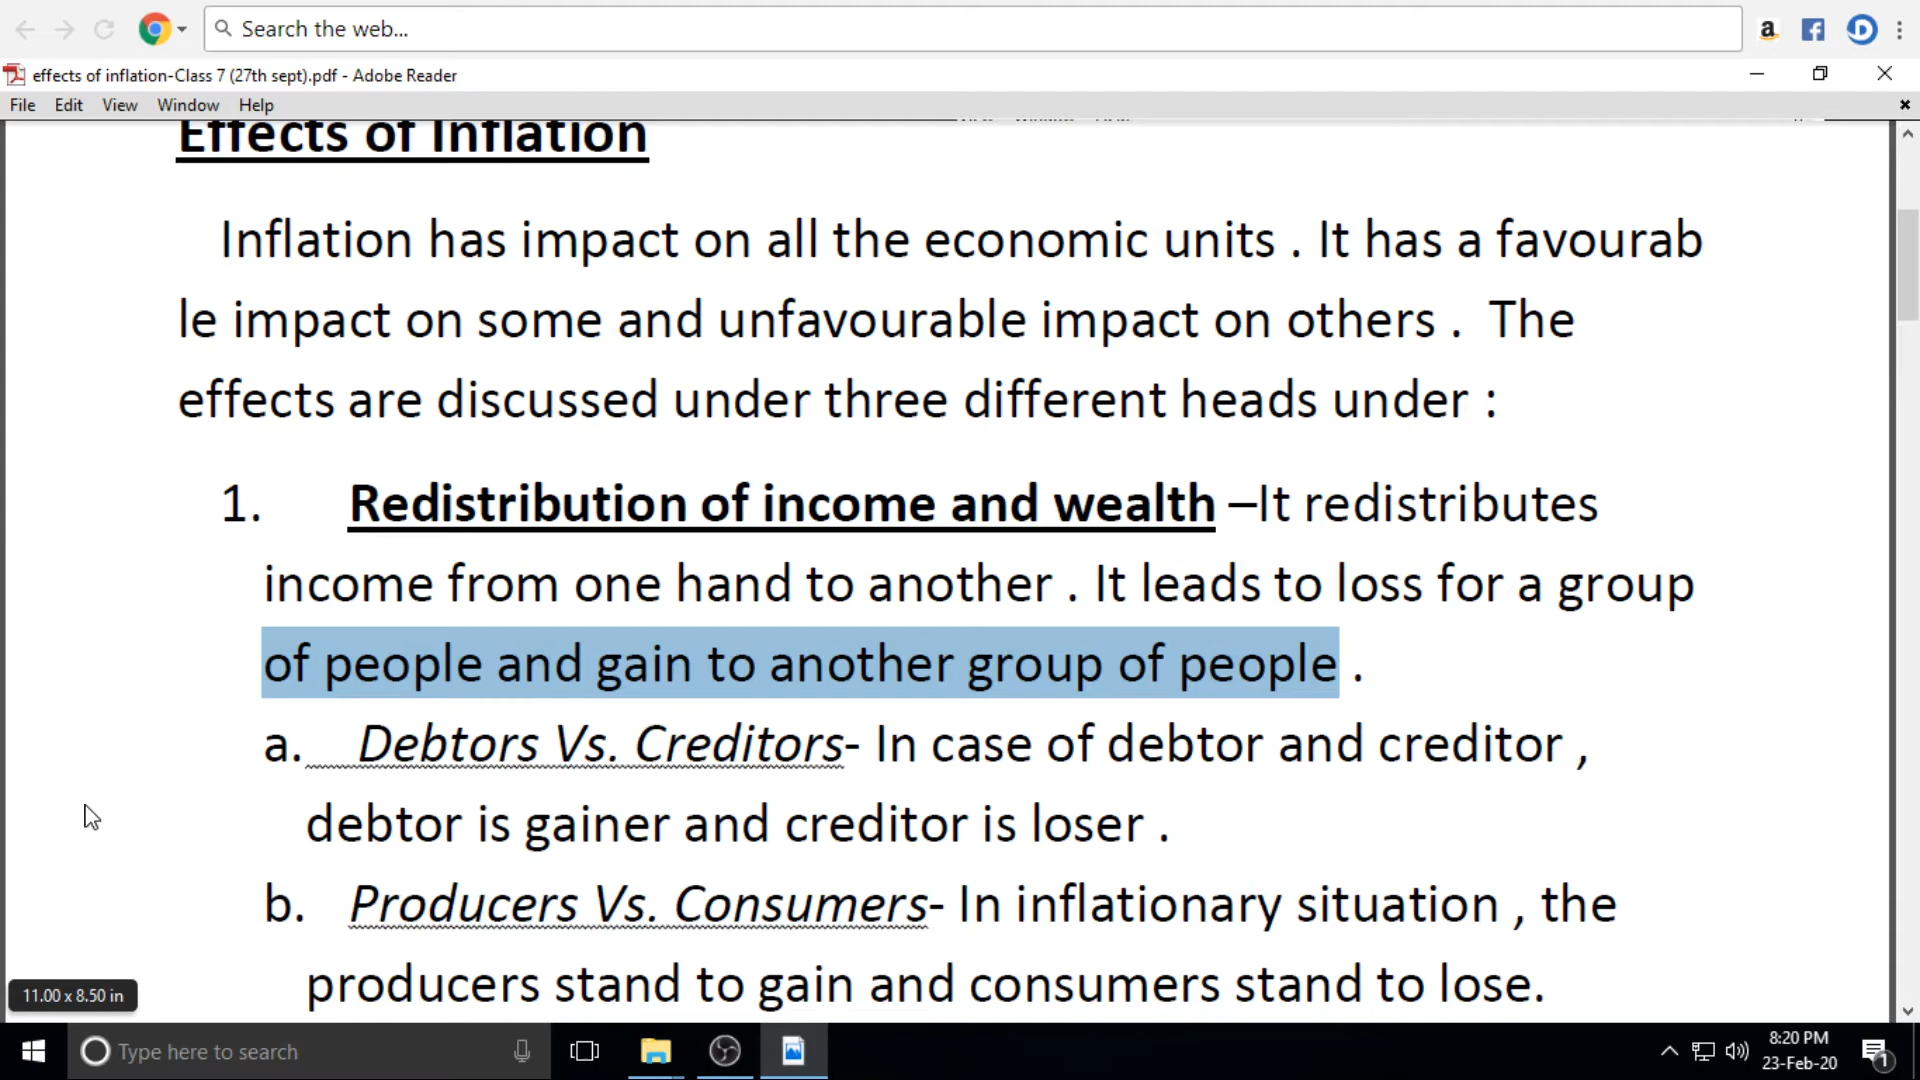 Search the web...
a
effects of inflation-Class 7 (27th sept).pdf - Adobe Reader
File Edit View Window Help
Effects of Inflation
Inflation has impact on all the economic units . It has a favourab
le impact on some and unfavourable impact on others . The
effects are discussed under three different heads under :
1. Redistribution of income and wealth –It redistributes
income from one hand to another . It leads to loss for a group
of people and gain to another group of people .
a. Debtors Vs. Creditors- In case of debtor and creditor ,
debtor is gainer and creditor is loser .
b. Producers Vs. Consumers- In inflationary situation , the
producers stand to gain and consumers stand to lose.
11.00 x 8.50 in
Type here to search
8:20 PM
23-Feb-20
1